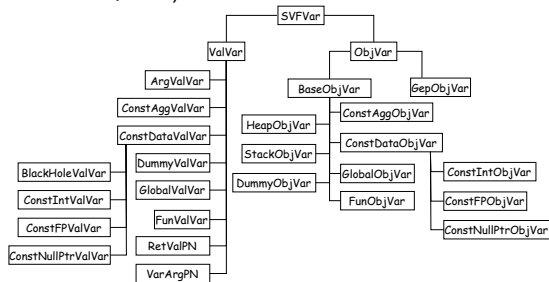 SVFVar
ValVar
ObjVar
ArgValVar
BaseObjVar
GepObjVar
ConstAggValVar
ConstAggObjVar
HeapObjVar
ConstDataValVar
ConstDataObjVar
StackObjVar
BlackHoleValVar
DummyValVar
GlobalObjVar
ConstIntObjVar
DummyObjVar
GlobalValVar
ConstIntValVar
FunObjVar
ConstFPObjVar
FunValVar
ConstFPValVar
ConstNullPtrObjVar
RetValPN
ConstNullPtrValVar
VarArgPN